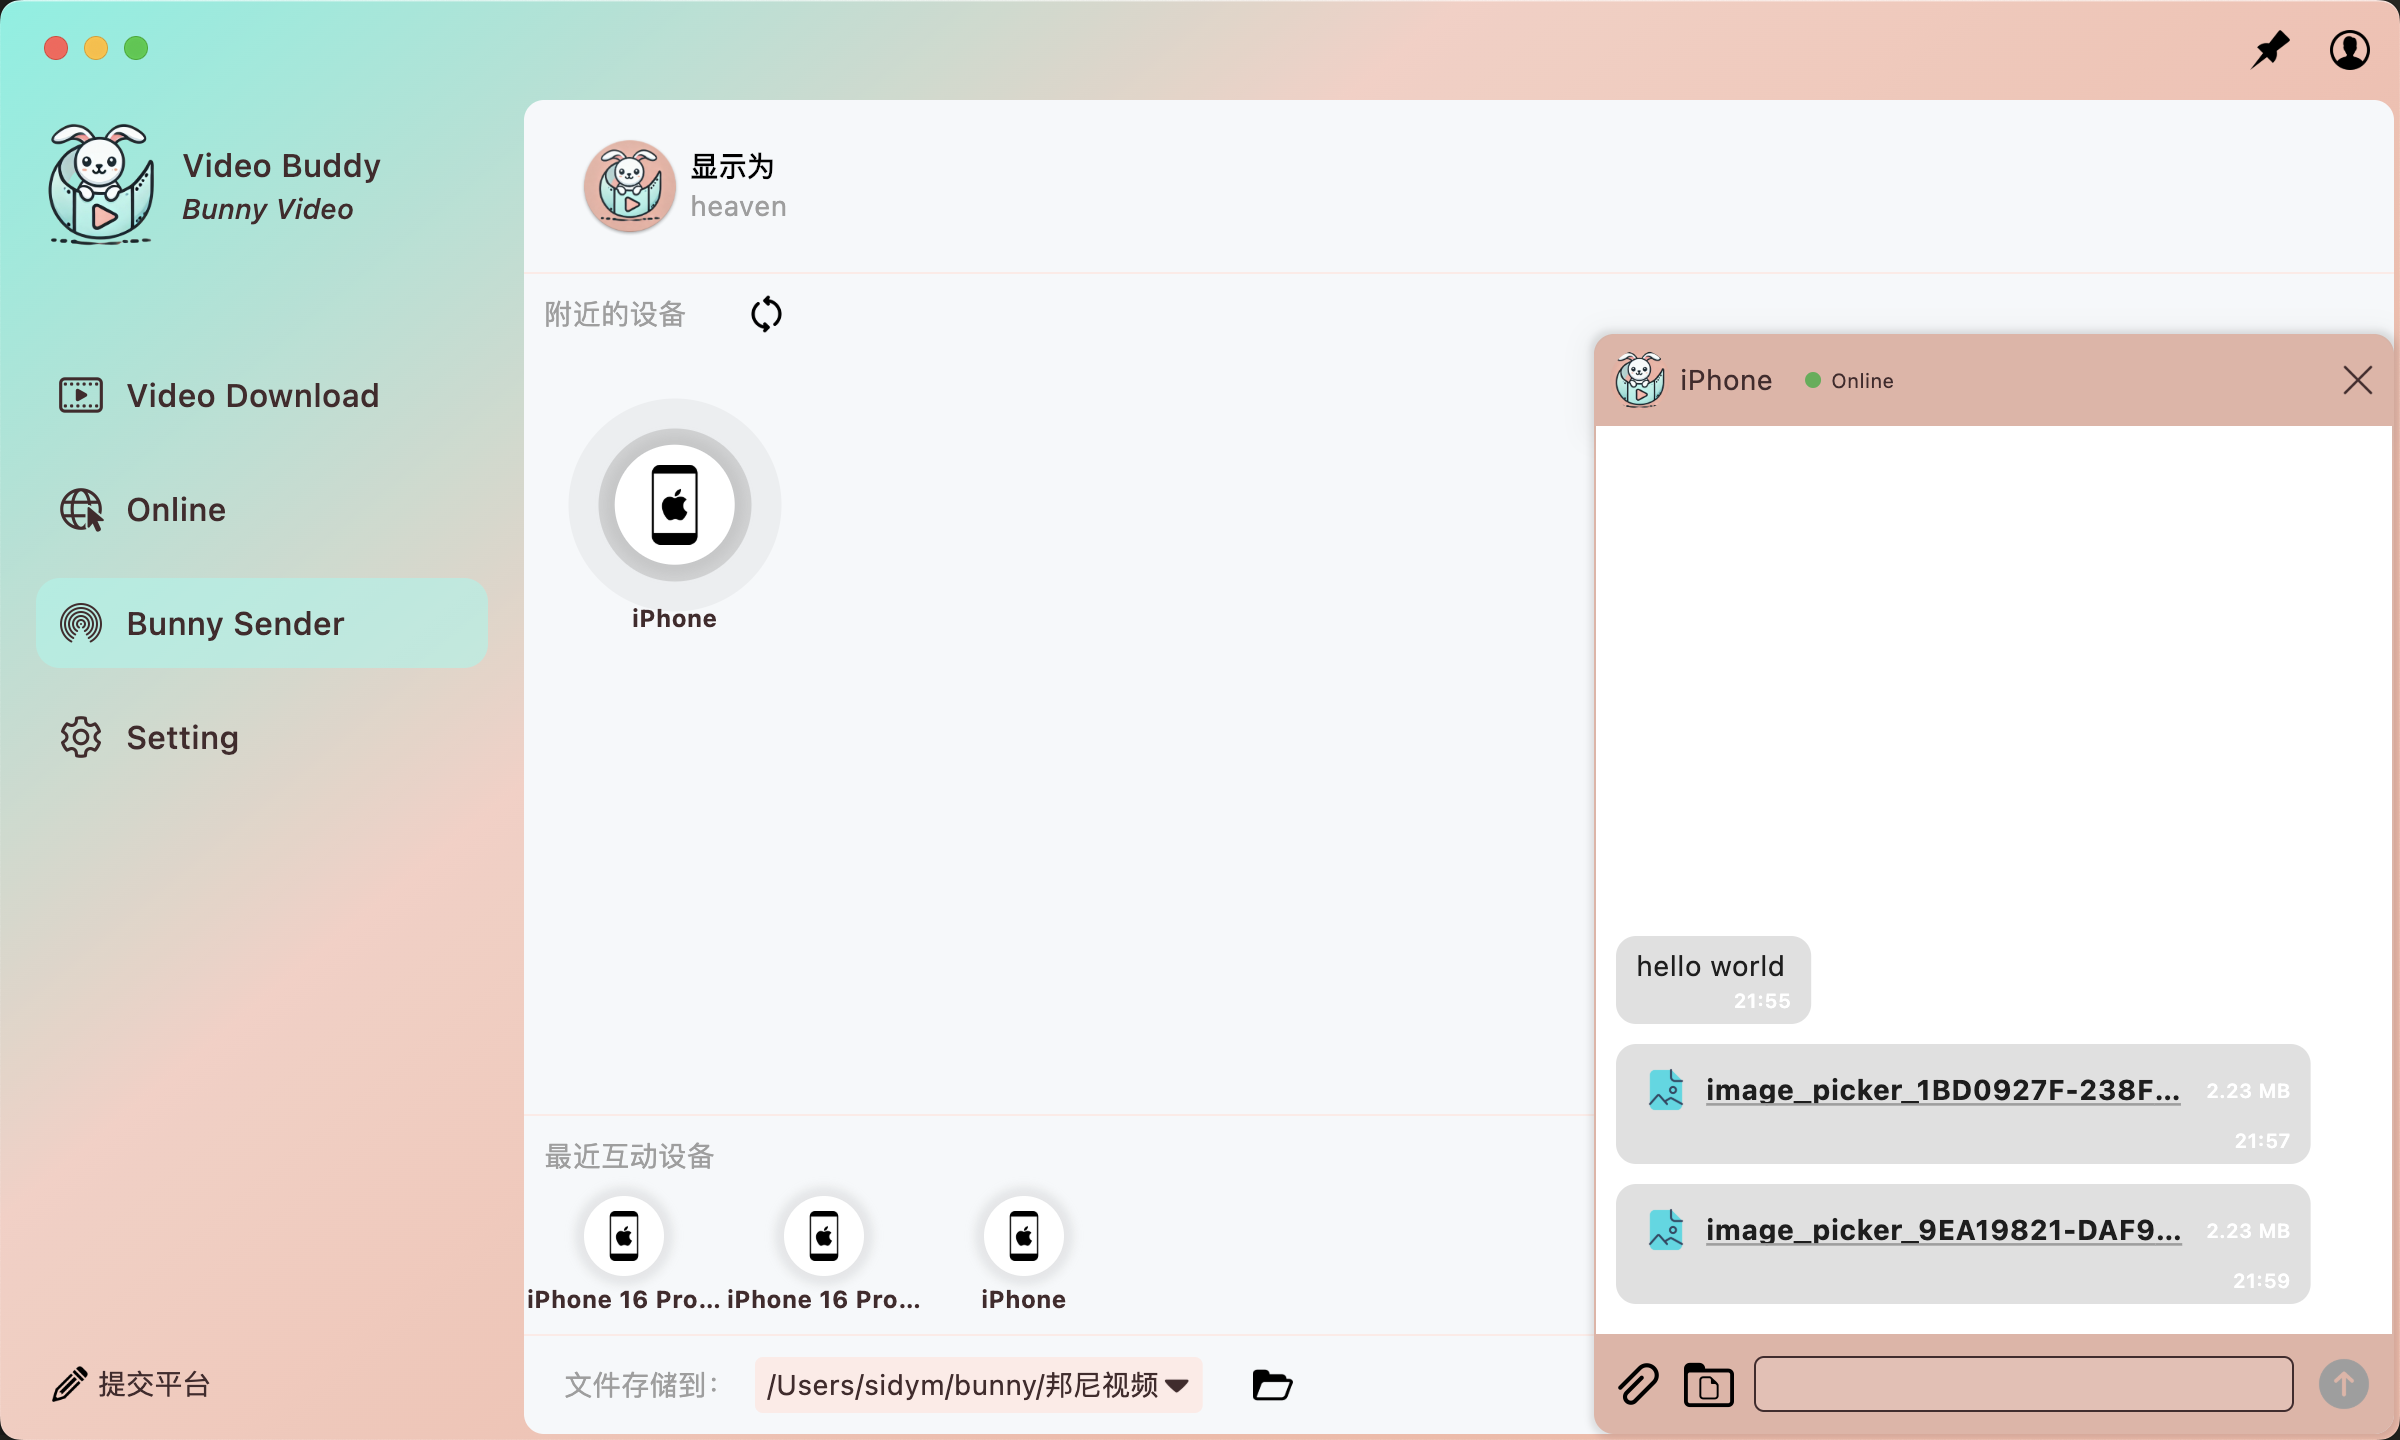 Video Buddy
Bunny Video
Video Download
Online
Bunny Sender
Setting
提交平台
显示为
heaven
附近的设备
iPhone
最近互动设备
iPhone 16 Pro...
iPhone 16 Pro...
iPhone
文件存储到：
/Users/sidym/bunny/邦尼视频
iPhone
Online
hello world
21:55
image_picker_1BD0927F-238F... 2.23 MB
21:57
image_picker_9EA19821-DAF9... 2.23 MB
21:59